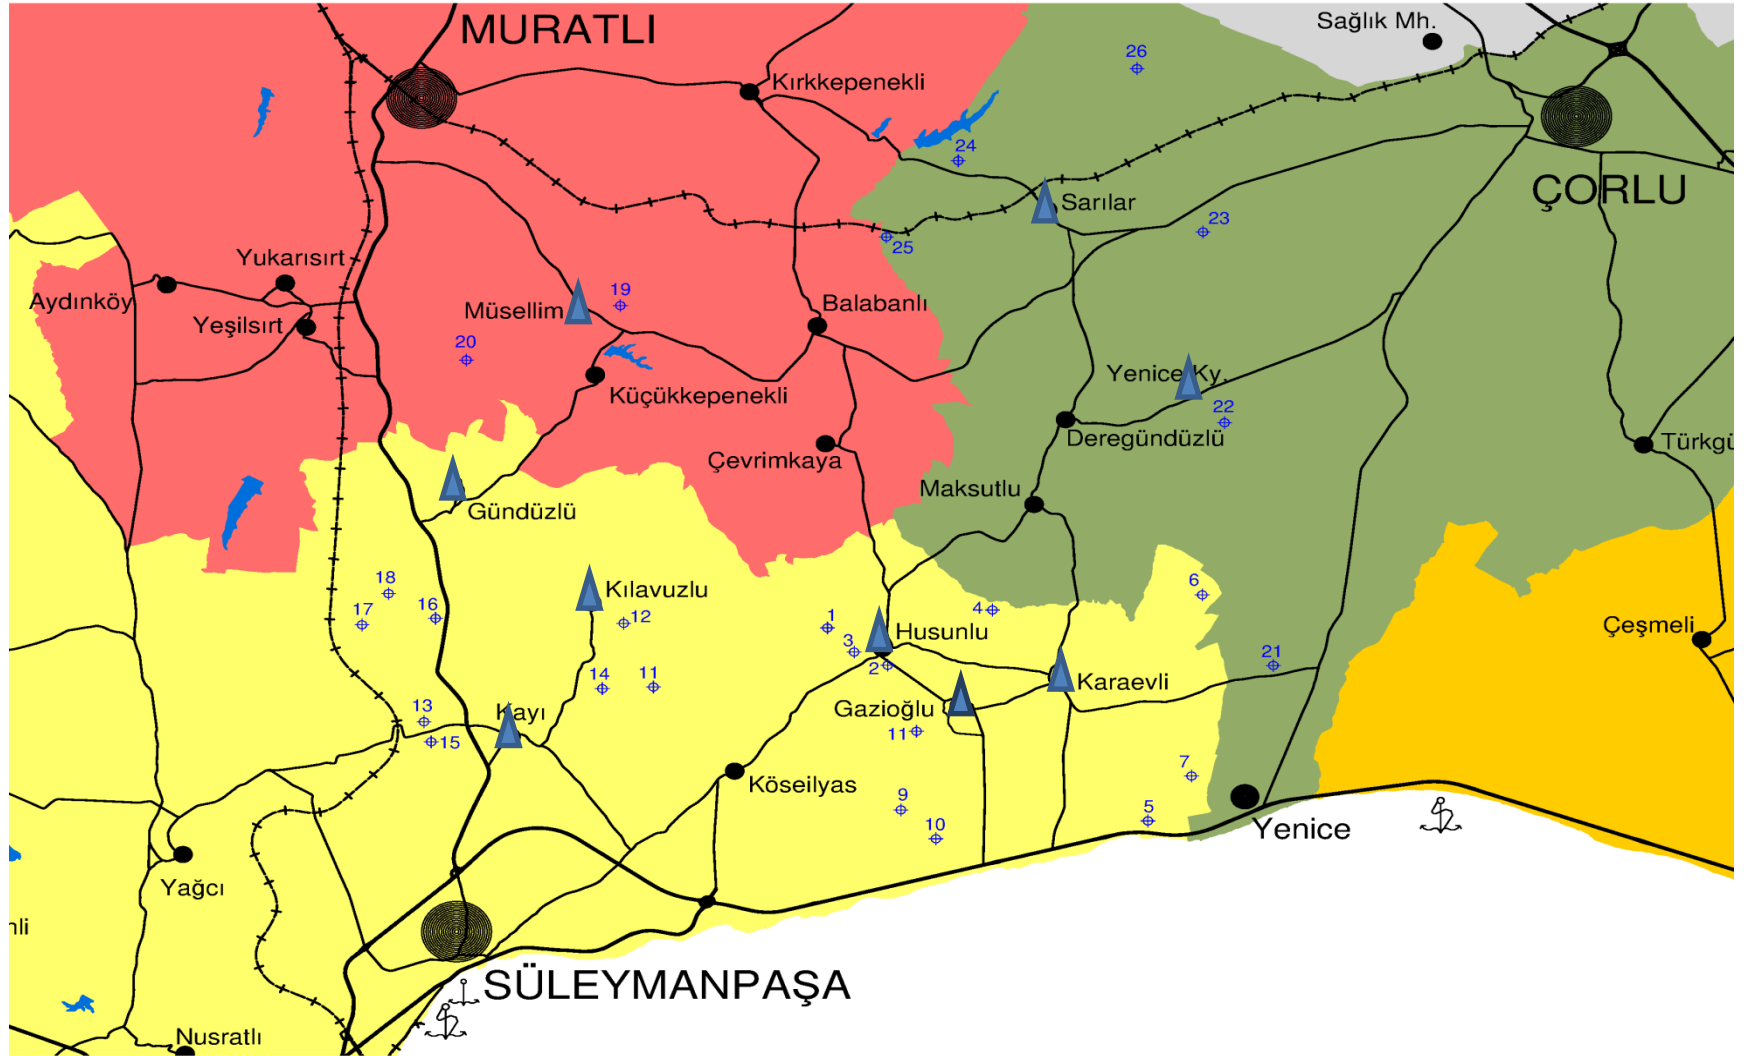 MURATLI
Sağlık Mh.
26
Kırkkepenekli
24
ÇORLU
Sarılar
23
25
Yukarısırt
Aydınköy
19
Müsellim
Balabanlı
Yeşilsırt
20
Yenice Ky.
Küçükkepenekli
22
Deregündüzlü
Türkgü
Çevrimkaya
Maksutlu
Gündüzlü
18
6
Kılavuzlu
17
16
12
1
4
Husunlu
Çeşmeli
3
2
21
14
11
Karaevli
13
Kayı
Gazioğlu
11
15
7
Köseilyas
9
5
10
Yenice
Yağcı
nli
SÜLEYMANPAŞA
Nusratlı